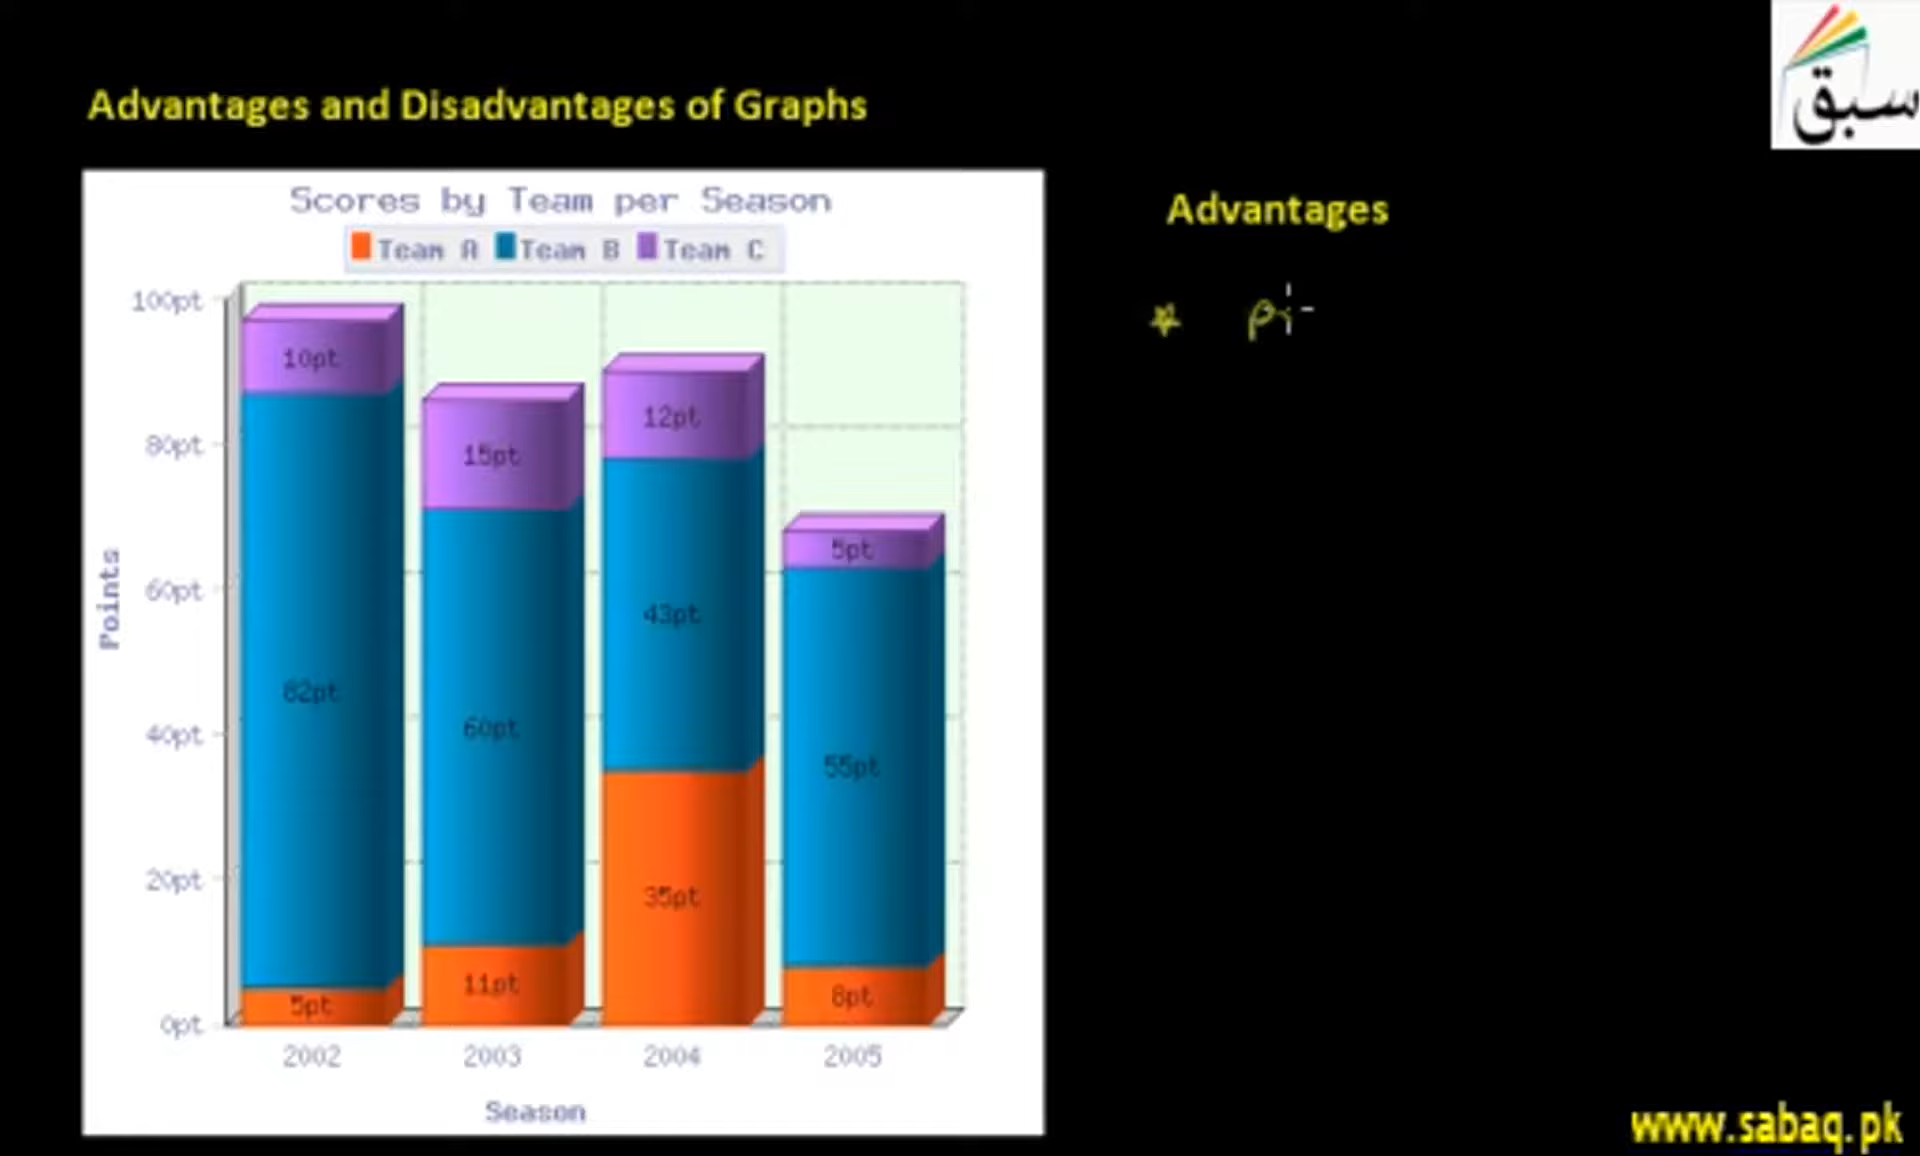 سبق
Advantages and Disadvantages of Graphs
Scores by Team per Season
Team A Team B Team C
Advantages
* Pi
100pt
80pt
60pt
40pt
20pt
0pt
Points
10pt
82pt
5pt
15pt
60pt
11pt
12pt
43pt
35pt
5pt
55pt
8pt
2002 2003 2004 2005
Season
www.sabaq.pk